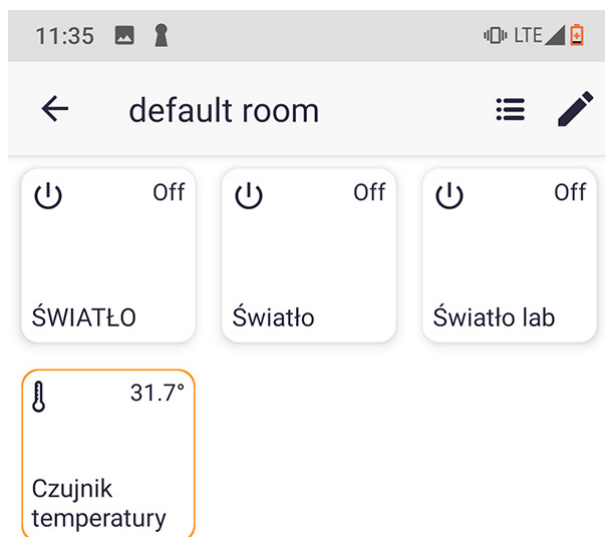 11:35 LTE
default room
Off Off Off
ŚWIATŁO Światło Światło lab
31.7°
Czujnik
temperatury